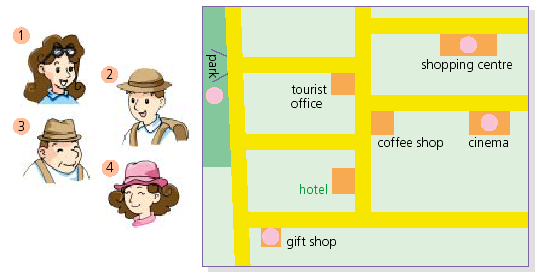 1
2
3
4
park
shopping centre
tourist
office
coffee shop
cinema
hotel
gift shop